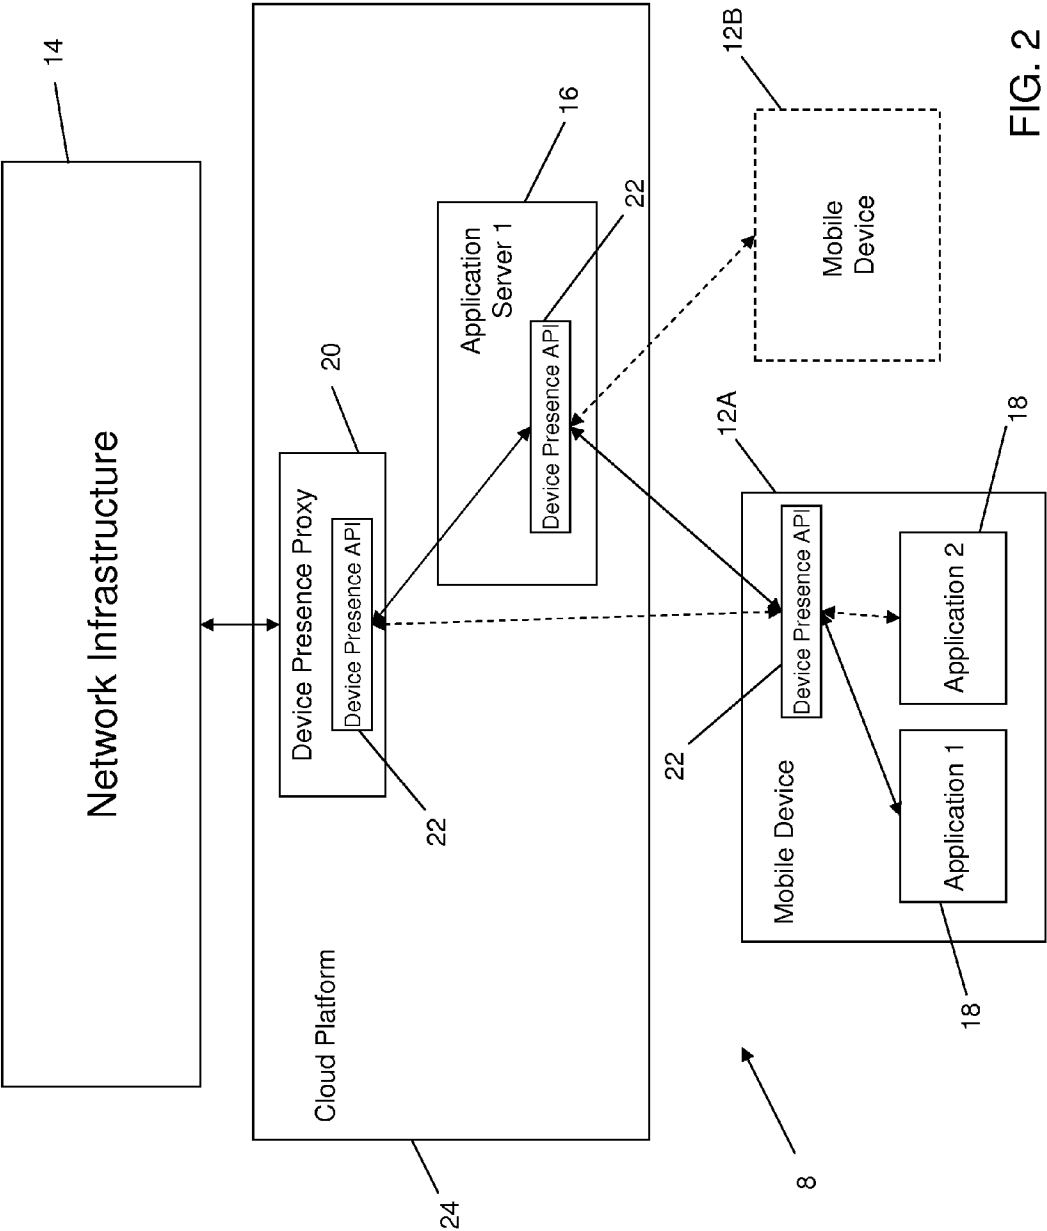 14
Network Infrastructure
Cloud Platform
24
Device Presence Proxy
20
Device Presence API
22
Application
Server 1
16
Device Presence API
22
Mobile Device
12A
Device Presence API
22
Application 1
18
Application 2
18
Mobile
Device
12B
8
FIG. 2